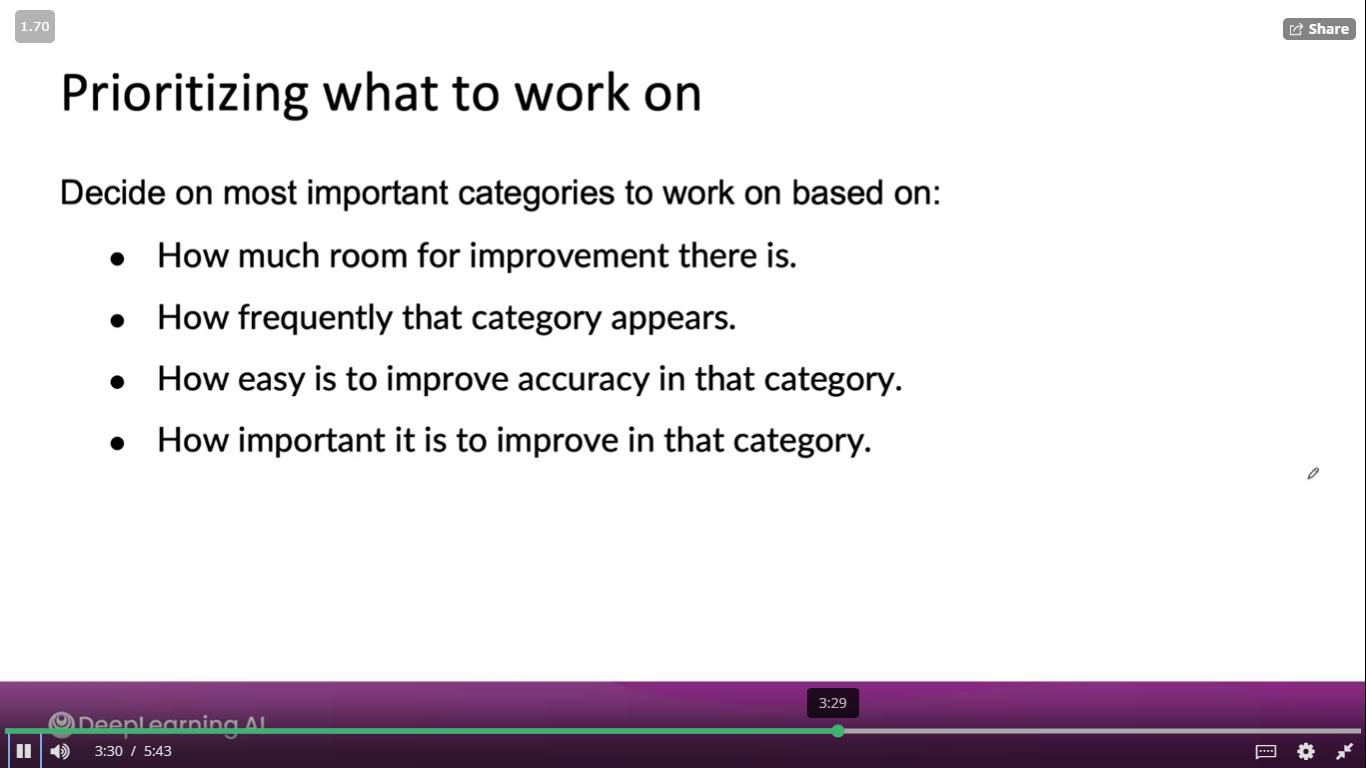 1.70
Share
Prioritizing what to work on
Decide on most important categories to work on based on:
● How much room for improvement there is.
● How frequently that category appears.
● How easy is to improve accuracy in that category.
● How important it is to improve in that category.
3:29
DeepLearning.AI
3:30 / 5:43